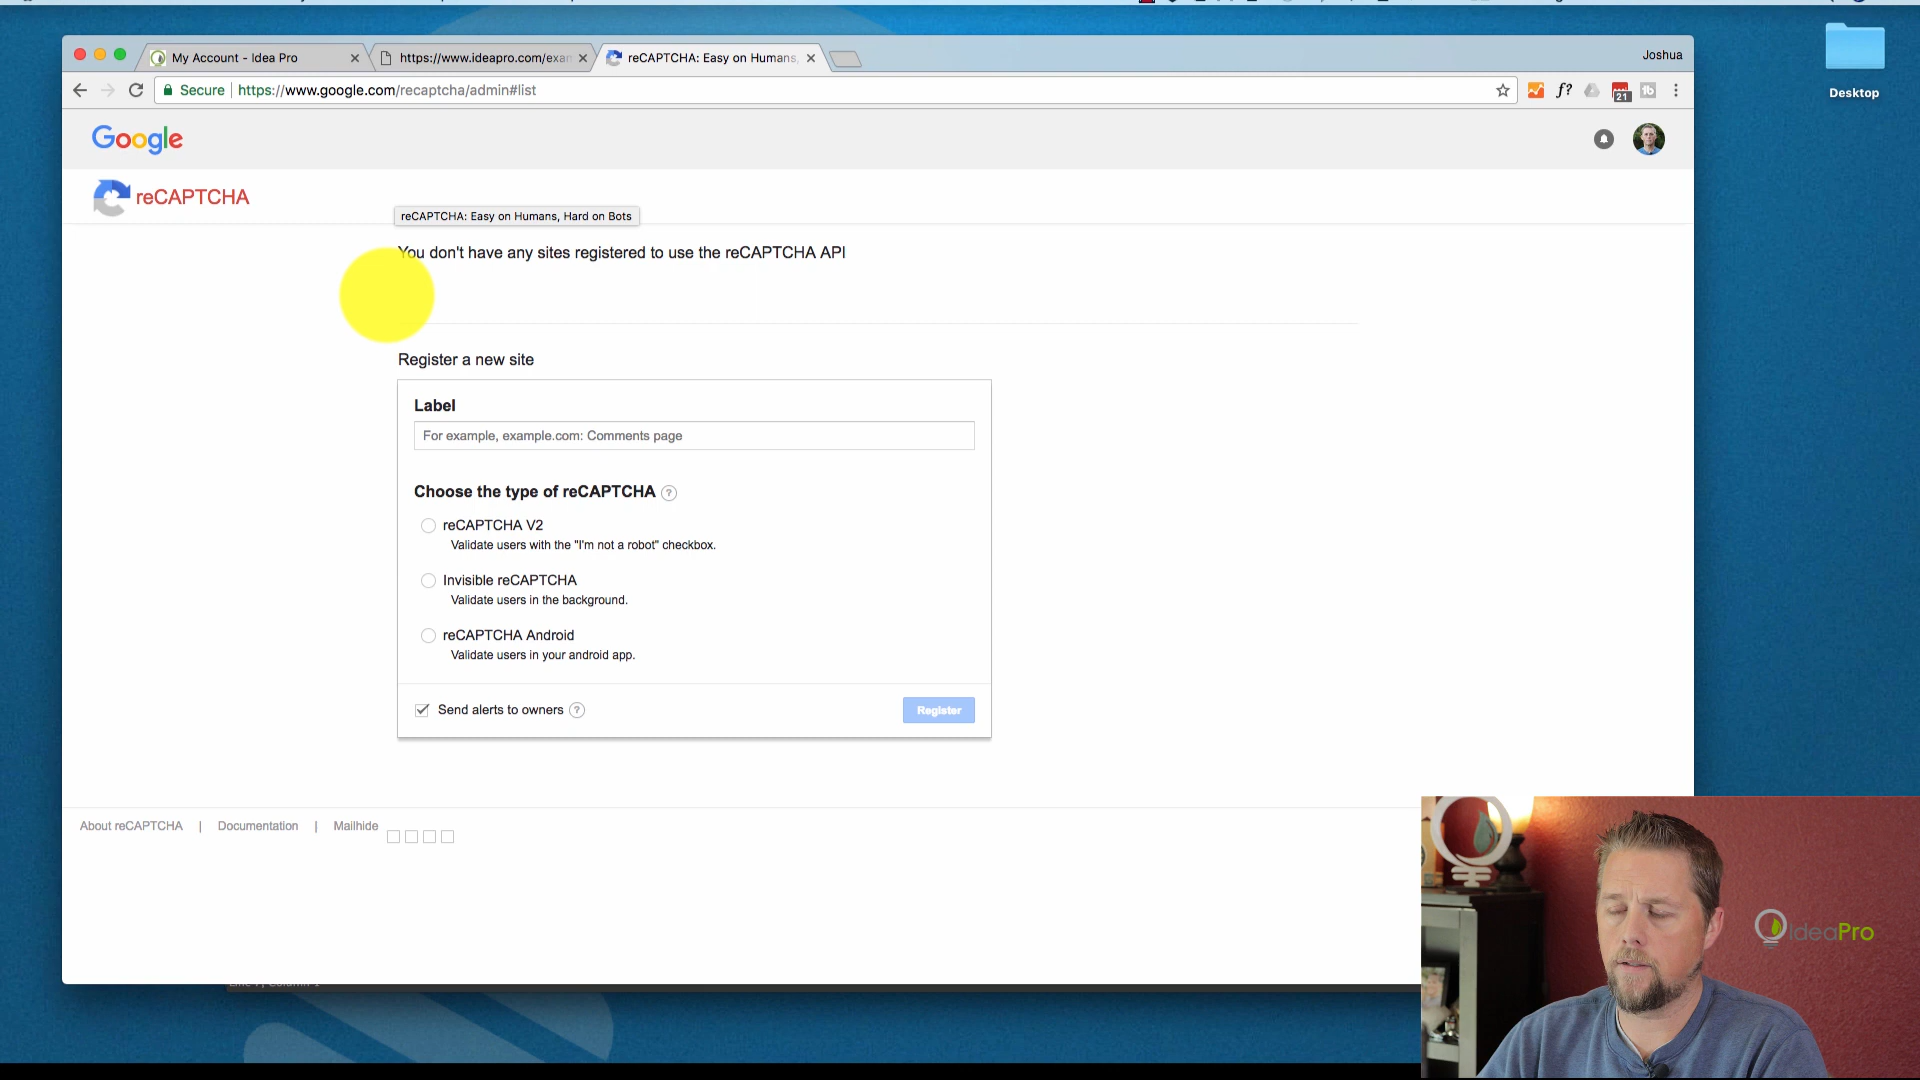 My Account - Idea Pro
https://www.ideapro.com/exam
reCAPTCHA: Easy on Humans,
Joshua
Secure
https://www.google.com/recaptcha/admin#list
21
Desktop
Google
reCAPTCHA
reCAPTCHA: Easy on Humans, Hard on Bots
You don't have any sites registered to use the reCAPTCHA API
Register a new site
Label
For example, example.com: Comments page
Choose the type of reCAPTCHA ?
reCAPTCHA V2
Validate users with the "I'm not a robot" checkbox.
Invisible reCAPTCHA
Validate users in the background.
reCAPTCHA Android
Validate users in your android app.
Send alerts to owners ?
Register
About reCAPTCHA | Documentation | Mailhide
ideaPro